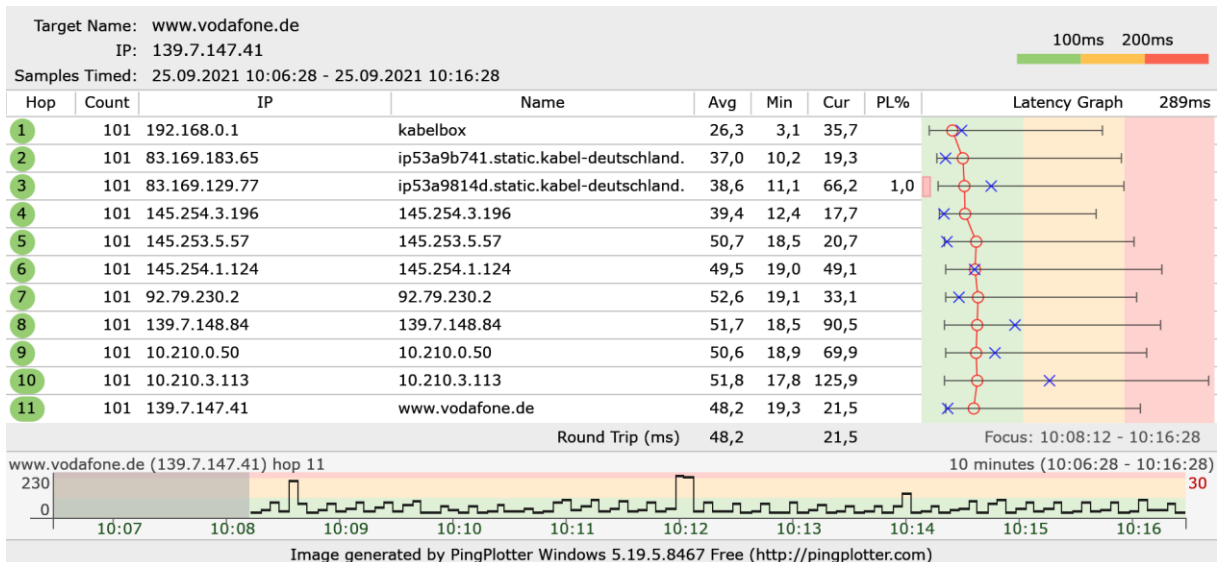 Target Name: www.vodafone.de
IP: 139.7.147.41
100ms 200ms
Samples Timed: 25.09.2021 10:06:28 - 25.09.2021 10:16:28
Hop Count IP Name Avg Min Cur PL% Latency Graph 289ms
1 101 192.168.0.1 kabelbox 26,3 3,1 35,7
2 101 83.169.183.65 ip53a9b741.static.kabel-deutschland. 37,0 10,2 19,3
3 101 83.169.129.77 ip53a9814d.static.kabel-deutschland. 38,6 11,1 66,2 1,0
4 101 145.254.3.196 145.254.3.196 39,4 12,4 17,7
5 101 145.253.5.57 145.253.5.57 50,7 18,5 20,7
6 101 145.254.1.124 145.254.1.124 49,5 19,0 49,1
7 101 92.79.230.2 92.79.230.2 52,6 19,1 33,1
8 101 139.7.148.84 139.7.148.84 51,7 18,5 90,5
9 101 10.210.0.50 10.210.0.50 50,6 18,9 69,9
10 101 10.210.3.113 10.210.3.113 51,8 17,8 125,9
11 101 139.7.147.41 www.vodafone.de 48,2 19,3 21,5
Round Trip (ms) 48,2 21,5 Focus: 10:08:12 - 10:16:28
www.vodafone.de (139.7.147.41) hop 11 10 minutes (10:06:28 - 10:16:28)
230 30
0
10:07 10:08 10:09 10:10 10:11 10:12 10:13 10:14 10:15 10:16
Image generated by PingPlotter Windows 5.19.5.8467 Free (http://pingplotter.com)